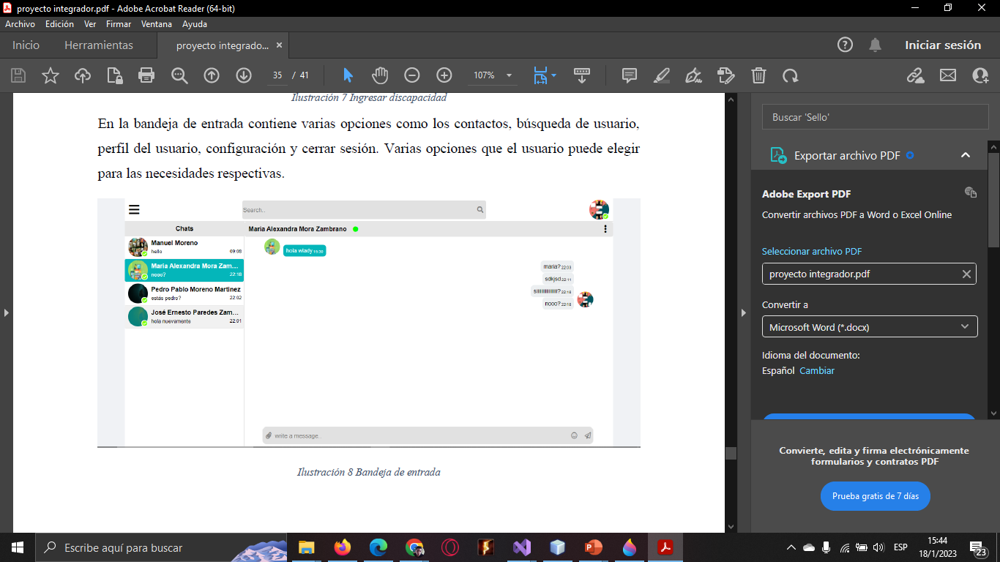 proyecto integrador.pdf - Adobe Acrobat Reader (64-bit)
Archivo Edición Ver Firmar Ventana Ayuda
Inicio Herramientas proyecto integrado... × Iniciar sesión
35 / 41 107%
Ilustración 7 Ingresar discapacidad
En la bandeja de entrada contiene varias opciones como los contactos, búsqueda de usuario,
perfil del usuario, configuración y cerrar sesión. Varias opciones que el usuario puede elegir
para las necesidades respectivas.
Search..
Chats
Maria Alexandra Mora Zambrano
Manuel Moreno
hello 09:08
Maria Alexandra Mora Zam...
nooo? 22:18
Pedro Pablo Moreno Martinez
estás pedro? 22:02
José Ernesto Paredes Zam...
hola nuevamente 22:01
hola wlady 15:30
maria? 22:03
sdkjsd 22:11
nooo? 22:18
write a message.
Ilustración 8 Bandeja de entrada
Buscar 'Sello'
Exportar archivo PDF
Adobe Export PDF
Convertir archivos PDF a Word o Excel Online
Seleccionar archivo PDF
proyecto integrador.pdf
Convertir a
Microsoft Word (*.docx)
Idioma del documento:
Español Cambiar
Convierte, edita y firma electrónicamente
formularios y contratos PDF
Prueba gratis de 7 días
Escribe aquí para buscar
ESP
15:44
18/1/2023
23